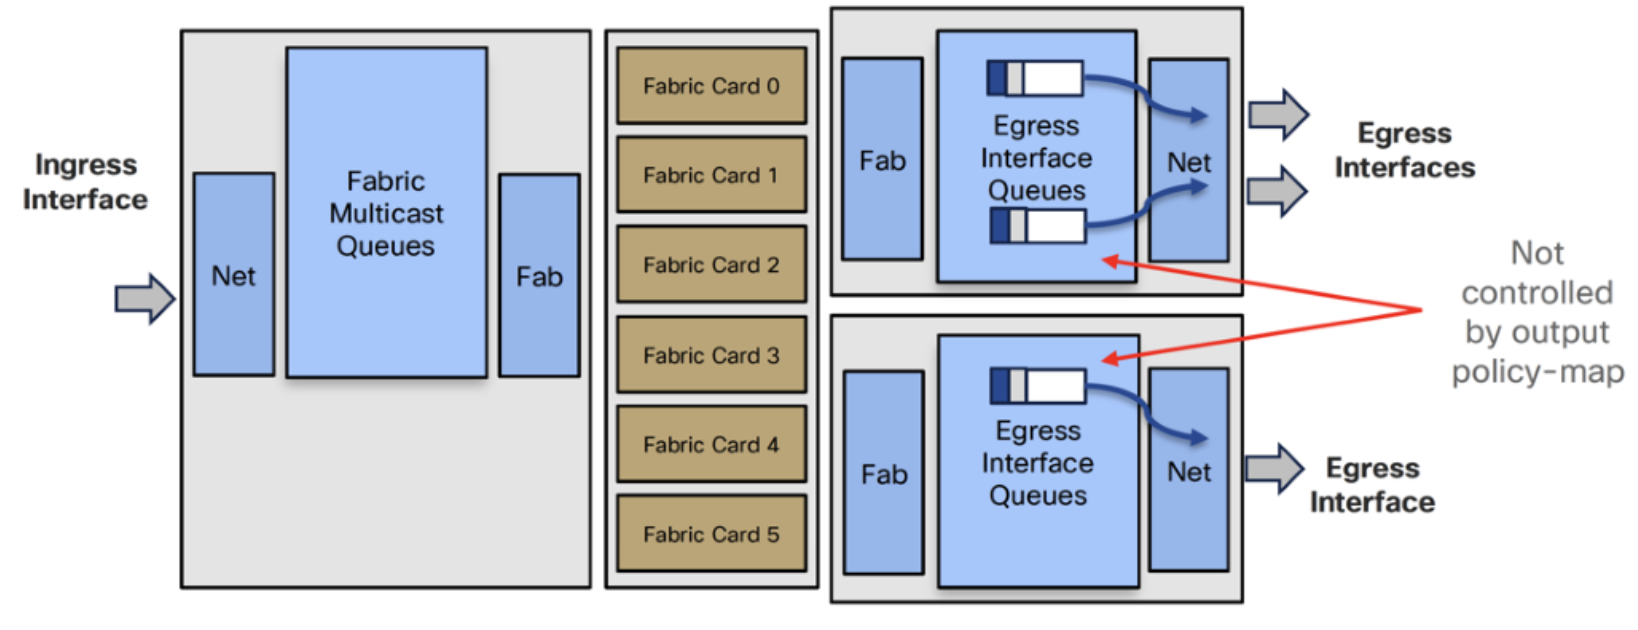 Ingress
Interface
Net
Fabric
Multicast
Queues
Fab
Fabric Card 0
Fabric Card 1
Fabric Card 2
Fabric Card 3
Fabric Card 4
Fabric Card 5
Fab
Egress
Interface
Queues
Net
Egress
Interfaces
Not
controlled
by output
policy-map
Fab
Egress
Interface
Queues
Net
Egress
Interface